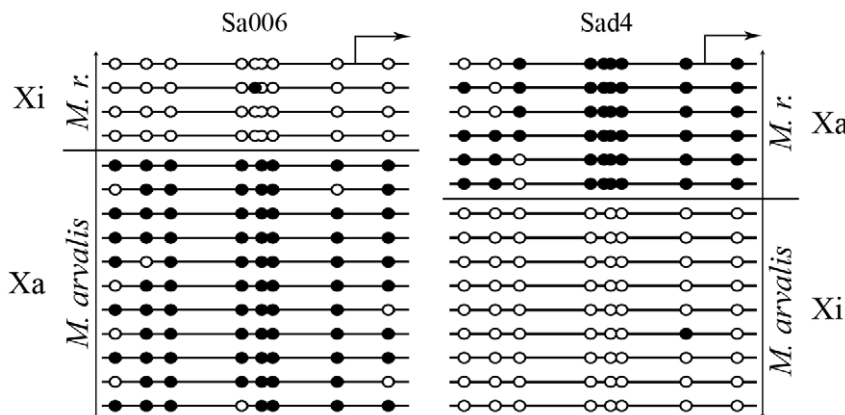 Sa006
Xi
M. r.
Xa
M. arvalis
Sad4
M. r.
Xa
M. arvalis
Xi